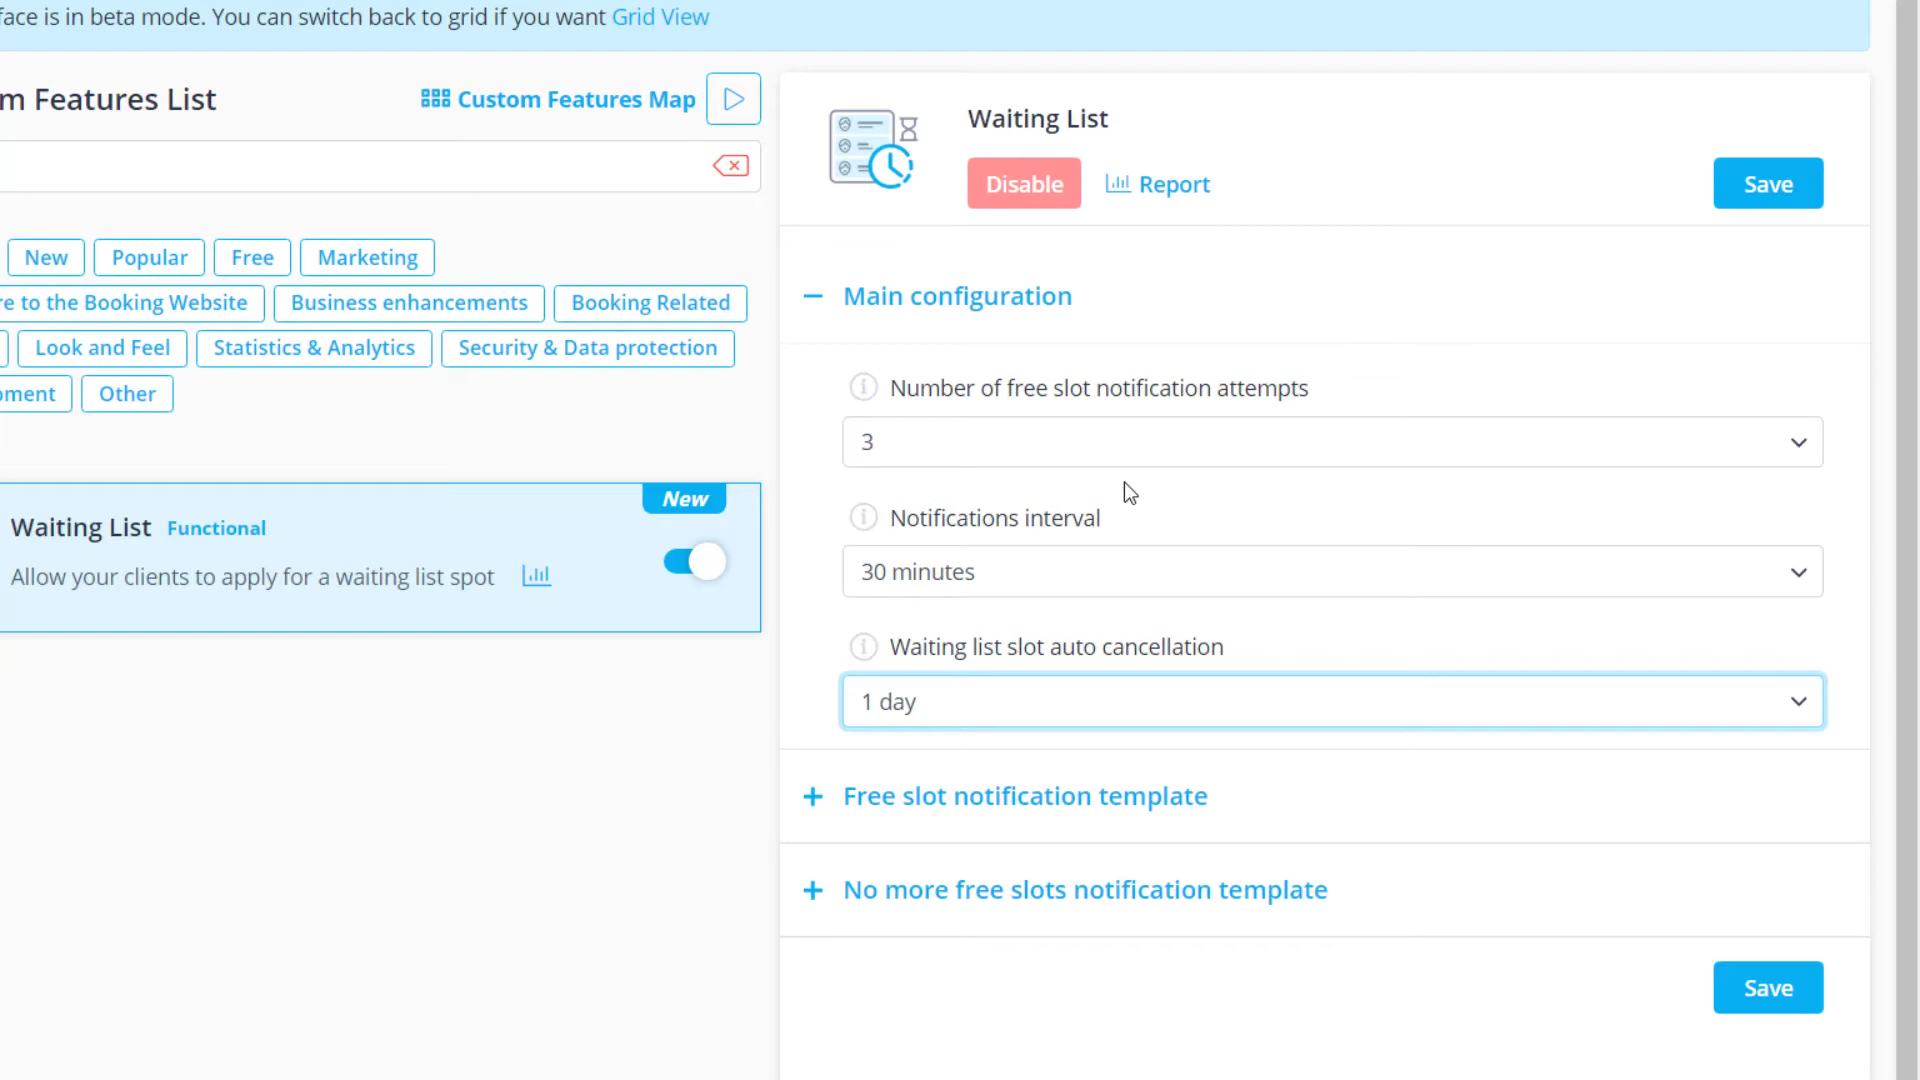 face is in beta mode. You can switch back to grid if you want Grid View
m Features List
Custom Features Map
New
Popular
Free
Marketing
re to the Booking Website
Business enhancements
Booking Related
Look and Feel
Statistics & Analytics
Security & Data protection
pment
Other
New
Waiting List Functional
Allow your clients to apply for a waiting list spot
Waiting List
Disable
Report
Save
Main configuration
Number of free slot notification attempts
3
Notifications interval
30 minutes
Waiting list slot auto cancellation
1 day
Free slot notification template
No more free slots notification template
Save